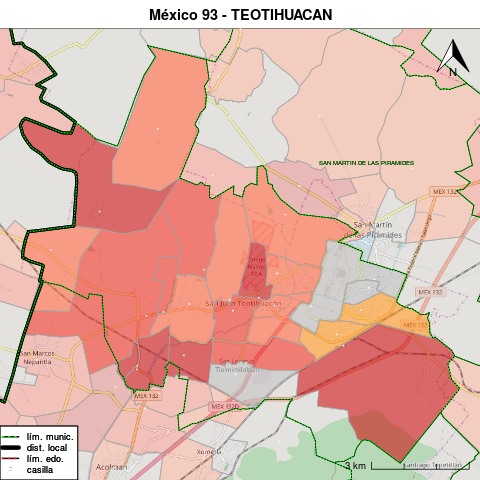 México 93 - TEOTIHUACAN
N
SAN MARTIN DE LAS PIRAMIDES
MEX 132
San Martín
de las Pirámides
MEX 132
San Juan Teotihuacán
MEX 132
San Marcos
Nepantla
San Lorenzo
Tlalmimilolpan
MEX 132
MEX 132D
lím. munic.
dist. local
lím. edo.
casilla
Acolman
Xometla
3 km
Santiago Tepetitlán